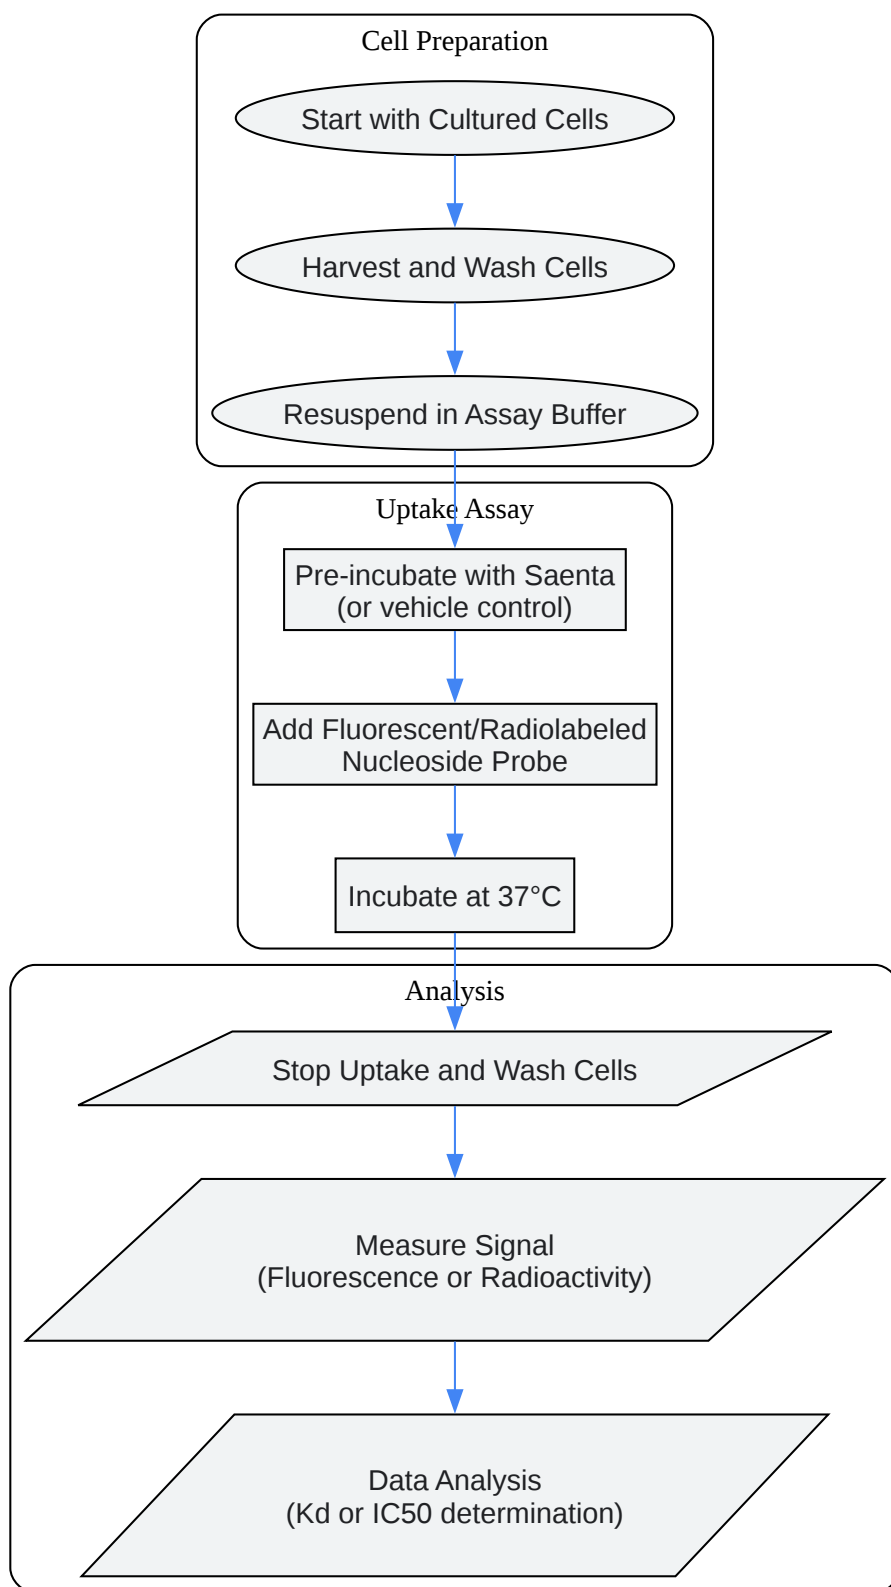 Cell Preparation
Start with Cultured Cells
Harvest and Wash Cells
Resuspend in Assay Buffer
Uptake Assay
Pre-incubate with Saenta
(or vehicle control)
Add Fluorescent/Radiolabeled
Nucleoside Probe
Incubate at 37°C
Analysis
Stop Uptake and Wash Cells
Measure Signal
(Fluorescence or Radioactivity)
Data Analysis
(Kd or IC50 determination)